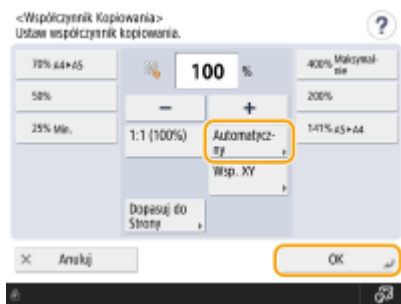 <Współczynnik Kopiowania>
Ustaw współczynnik kopiowania.
?
70% A4►A5
100 %
400% Maksymal-
nie
50%
−
+
200%
25% Min.
1:1 (100%)
Automatycz-
ny
141% A5►A4
Wsp. XY
Dopasuj do
Strony
× Anuluj
OK